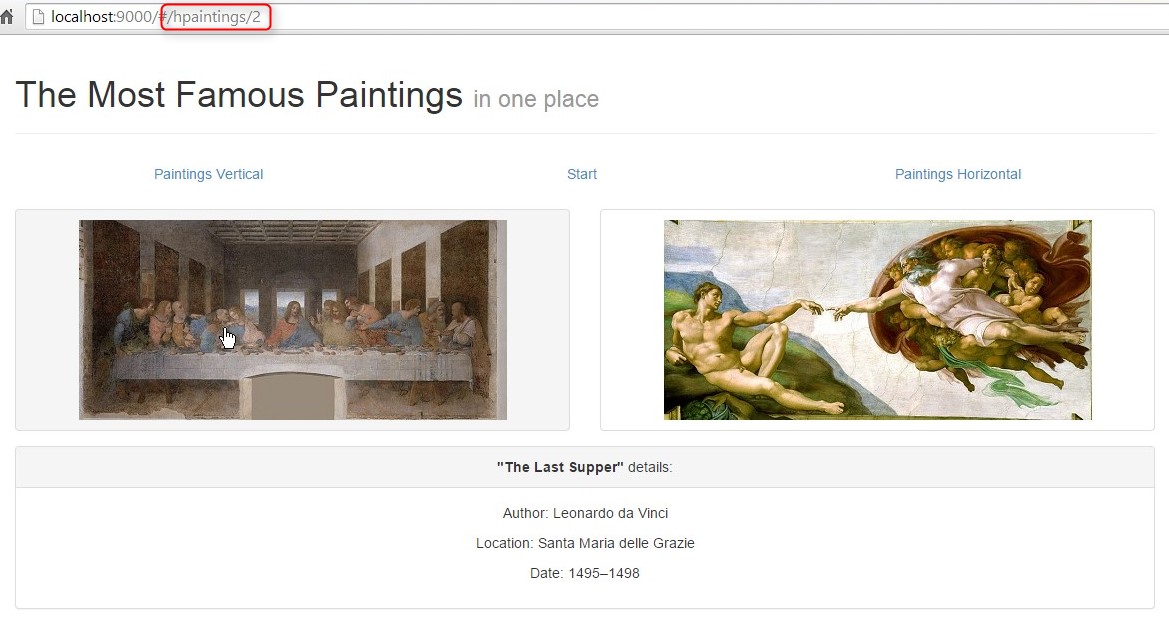 localhost:9000/#/hpaintings/2
The Most Famous Paintings in one place
Paintings Vertical Start Paintings Horizontal
"The Last Supper" details:
Author: Leonardo da Vinci
Location: Santa Maria delle Grazie
Date: 1495–1498